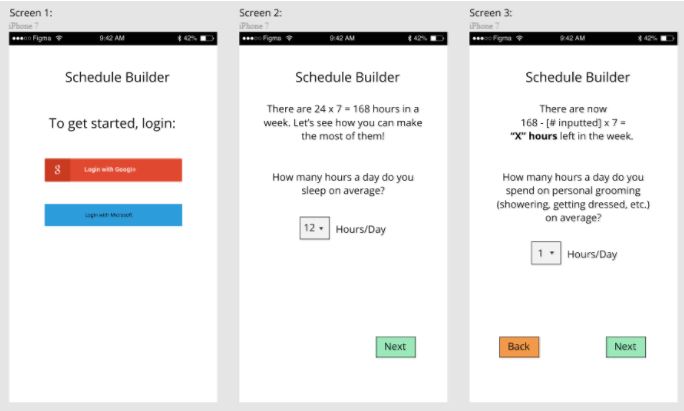 Screen 1:
iPhone 7
Figma
9:42 AM
42%
Schedule Builder
To get started, login:
8 Login with Google
Login with Microsoft
Screen 2:
iPhone 7
Figma
9:42 AM
42%
Schedule Builder
There are 24 x 7 = 168 hours in a
week. Let's see how you can make
the most of them!
How many hours a day do you
sleep on average?
12 Hours/Day
Next
Screen 3:
iPhone 7
Figma
9:42 AM
42%
Schedule Builder
There are now
168 - [# inputted] x 7 =
“X” hours left in the week.
How many hours a day do you
spend on personal grooming
(showering, getting dressed, etc.)
on average?
1 Hours/Day
Back
Next